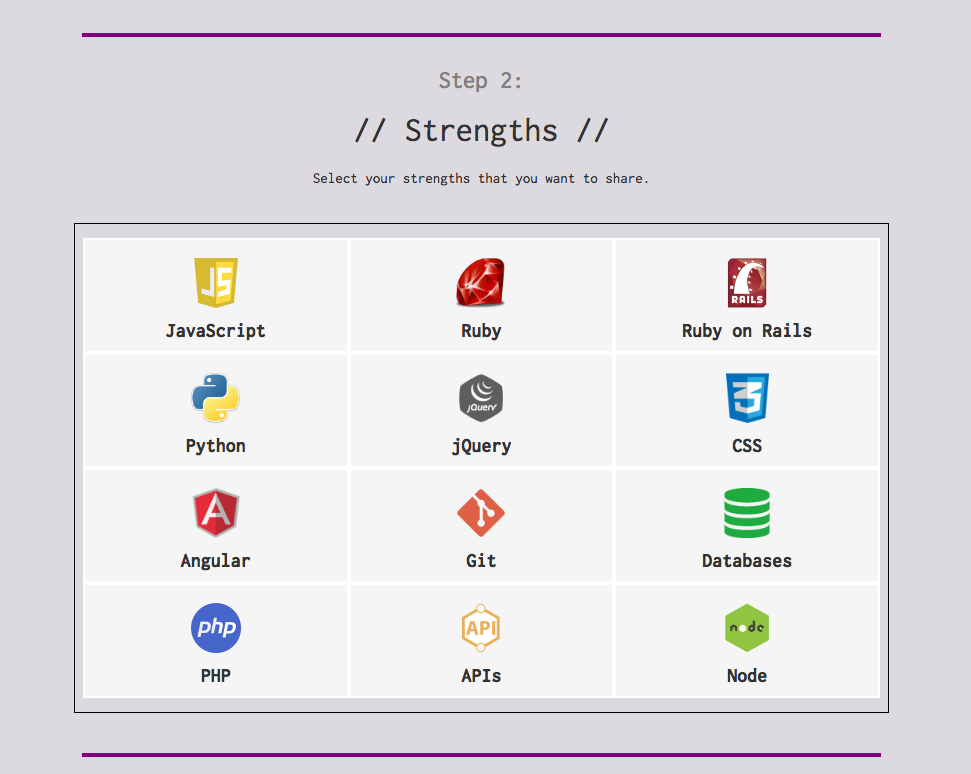 Step 2:
// Strengths //
Select your strengths that you want to share.
JS
RAILS
JavaScript
Ruby
Ruby on Rails
jQuery
3
Python
jQuery
CSS
A
Angular
Git
Databases
php
API
node
PHP
APIs
Node